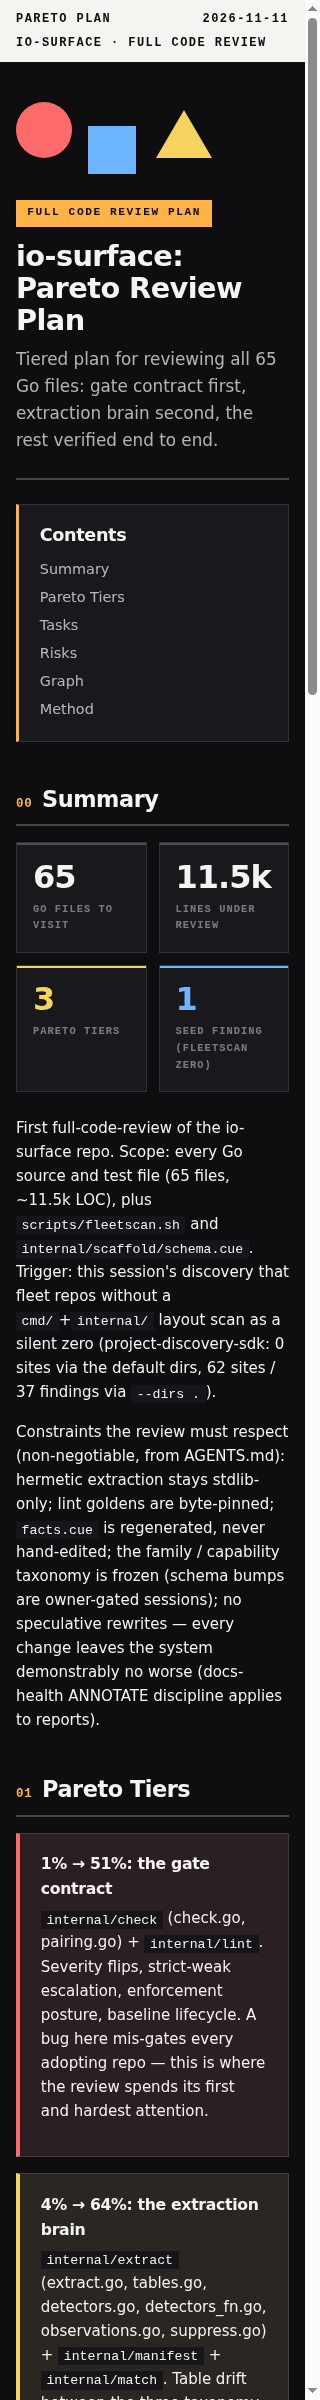 PARETO PLAN 2026-11-11
IO-SURFACE · FULL CODE REVIEW
FULL CODE REVIEW PLAN
io-surface:
Pareto Review
Plan
Tiered plan for reviewing all 65
Go files: gate contract first,
extraction brain second, the
rest verified end to end.
Contents
Summary
Pareto Tiers
Tasks
Risks
Graph
Method
00 Summary
65
GO FILES TO
VISIT
11.5k
LINES UNDER
REVIEW
3
PARETO TIERS
1
SEED FINDING
(FLEETSCAN
ZERO)
First full-code-review of the io-
surface repo. Scope: every Go
source and test file (65 files,
~11.5k LOC), plus
scripts/fleetscan.sh and
internal/scaffold/schema.cue.
Trigger: this session's discovery that
fleet repos without a
cmd/+internal/ layout scan as a
silent zero (project-discovery-sdk: 0
sites via the default dirs, 62 sites /
37 findings via --dirs .).
Constraints the review must respect
(non-negotiable, from AGENTS.md):
hermetic extraction stays stdlib-
only; lint goldens are byte-pinned;
facts.cue is regenerated, never
hand-edited; the family / capability
taxonomy is frozen (schema bumps
are owner-gated sessions); no
speculative rewrites — every
change leaves the system
demonstrably no worse (docs-
health ANNOTATE discipline applies
to reports).
01 Pareto Tiers
1% → 51%: the gate
contract
internal/check (check.go,
pairing.go) + internal/lint.
Severity flips, strict-weak
escalation, enforcement
posture, baseline lifecycle. A
bug here mis-gates every
adopting repo — this is where
the review spends its first
and hardest attention.
4% → 64%: the extraction
brain
internal/extract
(extract.go, tables.go,
detectors.go, detectors_fn.go,
observations.go, suppress.go)
+ internal/manifest +
internal/match. Table drift